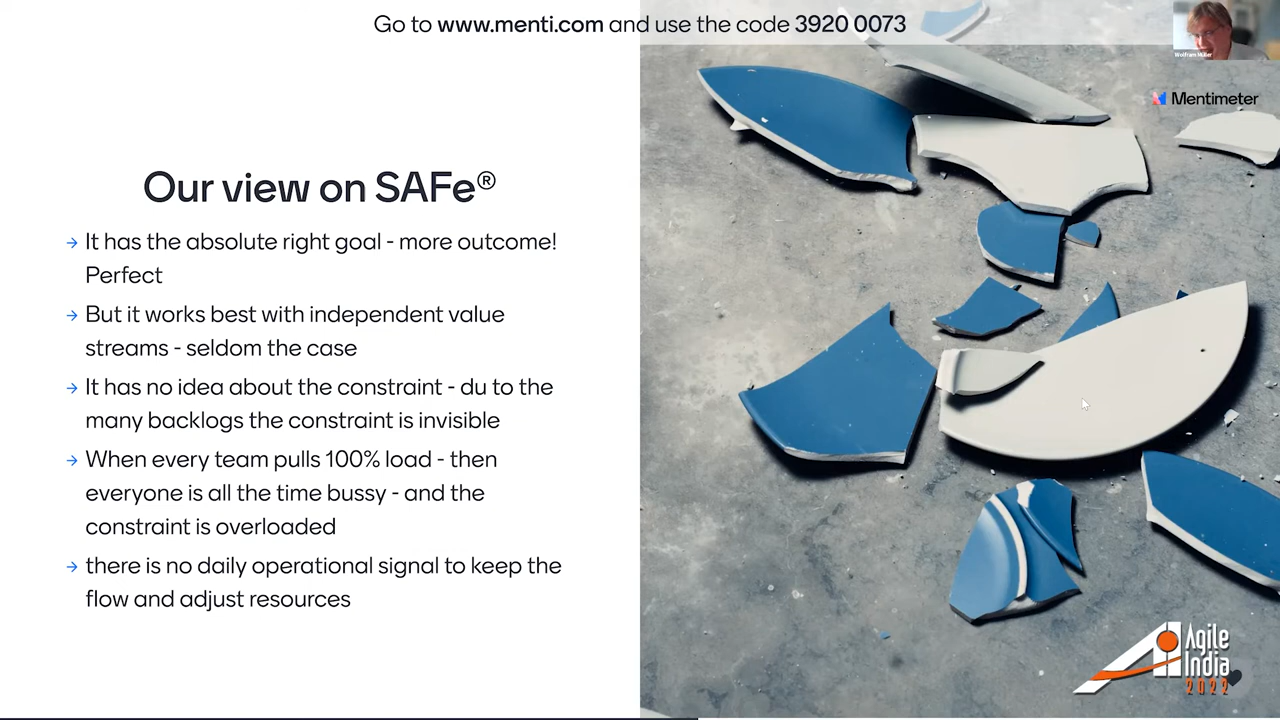 Go to www.menti.com and use the code 3920 0073
Wolfram Müller
Mentimeter
Our view on SAFe®
→ It has the absolute right goal - more outcome!
Perfect
→ But it works best with independent value
streams - seldom the case
→ It has no idea about the constraint - du to the
many backlogs the constraint is invisible
→ When every team pulls 100% load - then
everyone is all the time bussy - and the
constraint is overloaded
→ there is no daily operational signal to keep the
flow and adjust resources
Agile
India
2022